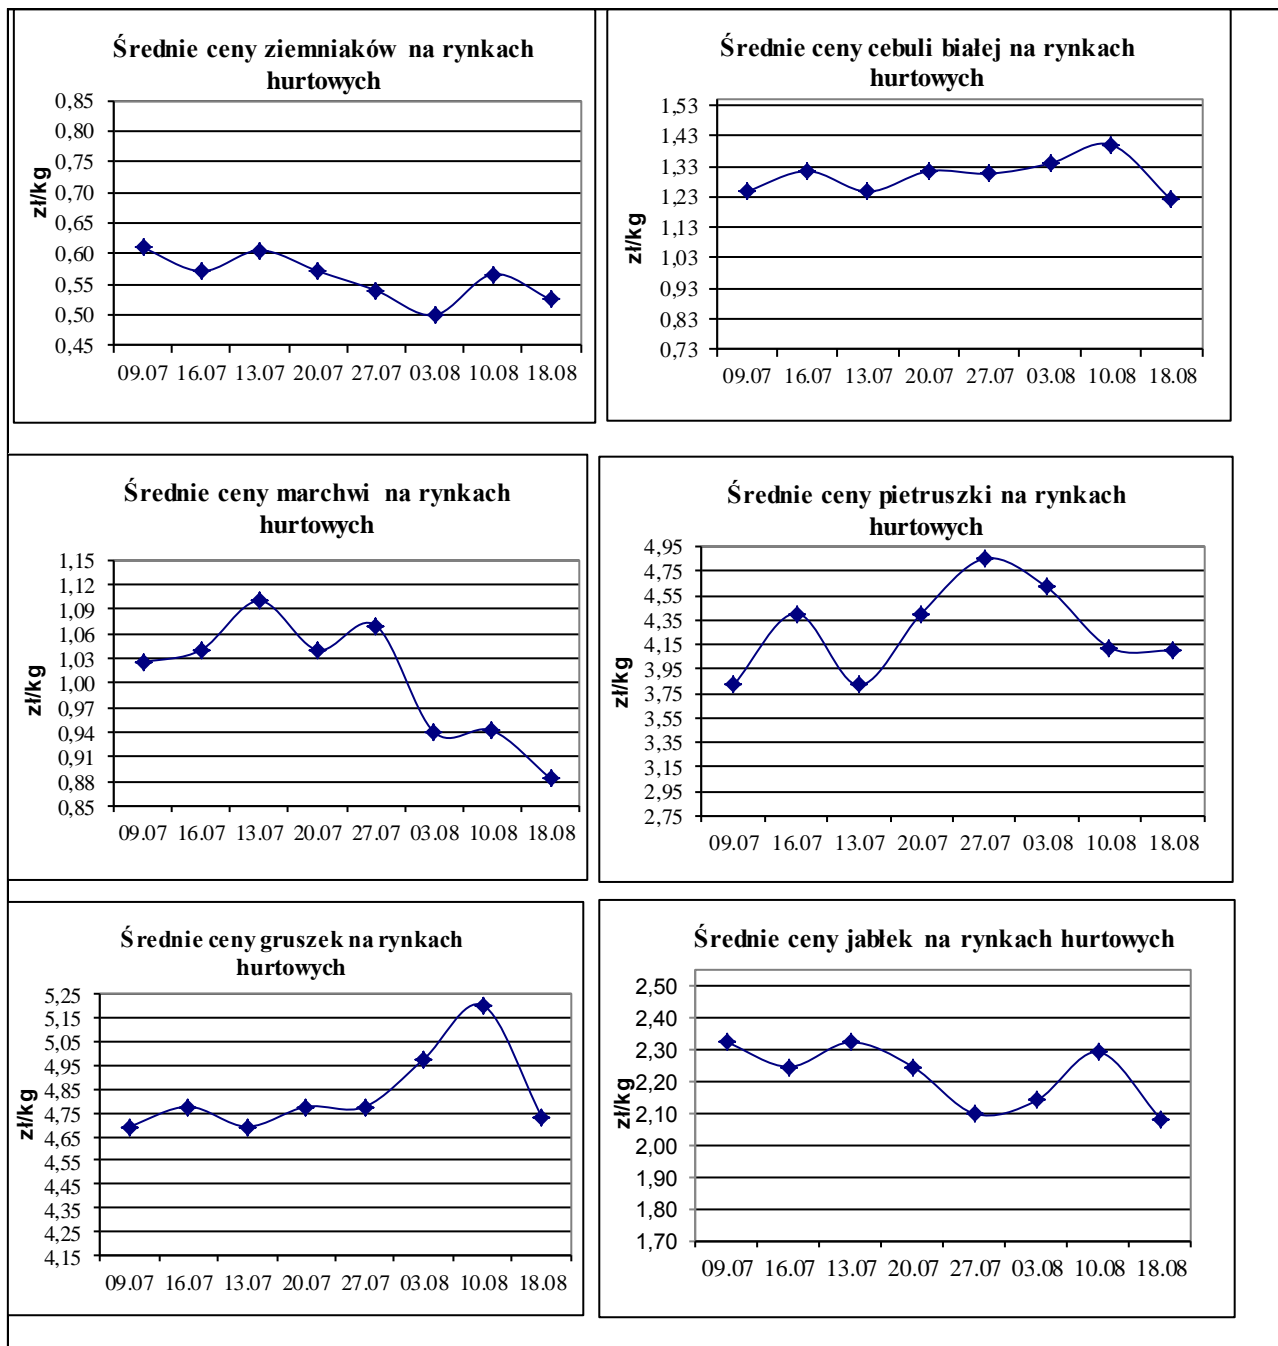 Średnie ceny ziemniaków na rynkach
hurtowych
zł/kg
0,85
0,80
0,75
0,70
0,65
0,60
0,55
0,50
0,45
09.07 16.07 13.07 20.07 27.07 03.08 10.08 18.08
Średnie ceny cebuli białej na rynkach
hurtowych
zł/kg
1,53
1,43
1,33
1,23
1,13
1,03
0,93
0,83
0,73
09.07 16.07 13.07 20.07 27.07 03.08 10.08 18.08
Średnie ceny marchwi na rynkach
hurtowych
zł/kg
1,15
1,12
1,09
1,06
1,03
1,00
0,97
0,94
0,91
0,88
0,85
09.07 16.07 13.07 20.07 27.07 03.08 10.08 18.08
Średnie ceny pietruszki na rynkach
hurtowych
zł/kg
4,95
4,75
4,55
4,35
4,15
3,95
3,75
3,55
3,35
3,15
2,95
2,75
09.07 16.07 13.07 20.07 27.07 03.08 10.08 18.08
Średnie ceny gruszek na rynkach
hurtowych
zł/kg
5,25
5,15
5,05
4,95
4,85
4,75
4,65
4,55
4,45
4,35
4,25
4,15
09.07 16.07 13.07 20.07 27.07 03.08 10.08 18.08
Średnie ceny jabłek na rynkach hurtowych
zł/kg
2,50
2,40
2,30
2,20
2,10
2,00
1,90
1,80
1,70
09.07 16.07 13.07 20.07 27.07 03.08 10.08 18.08